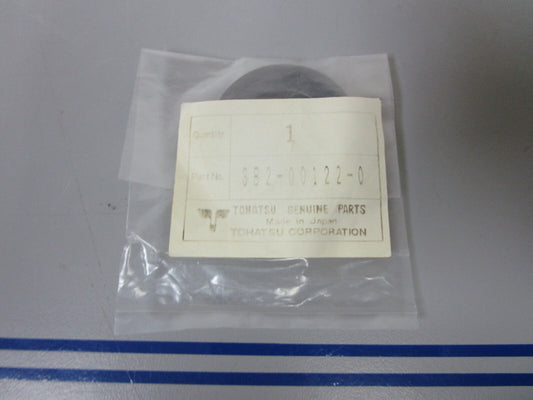 Quantity 1
Part No. 3B2-00122-0
TOHATSU GENUINE PARTS
Made in Japan
TOHATSU CORPORATION